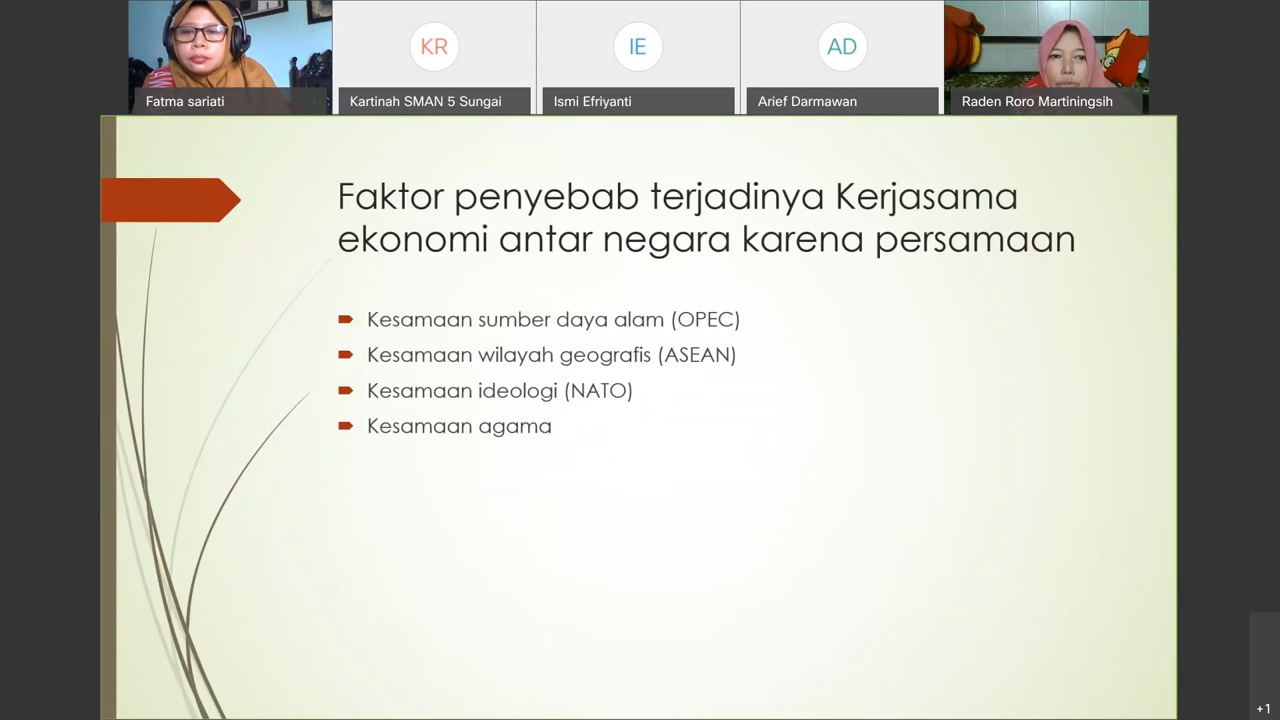 KR
IE
AD
Fatma sariati
Kartinah SMAN 5 Sungai
Ismi Efriyanti
Arief Darmawan
Raden Roro Martiningsih
Faktor penyebab terjadinya Kerjasama
ekonomi antar negara karena persamaan
Kesamaan sumber daya alam (OPEC)
Kesamaan wilayah geografis (ASEAN)
Kesamaan ideologi (NATO)
Kesamaan agama
+1